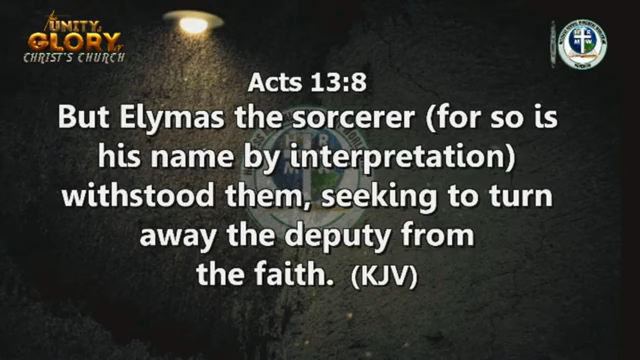 UNITY &
GLORY of
CHRIST'S CHURCH
Acts 13:8
But Elymas the sorcerer (for so is
his name by interpretation)
withstood them, seeking to turn
away the deputy from
the faith. (KJV)